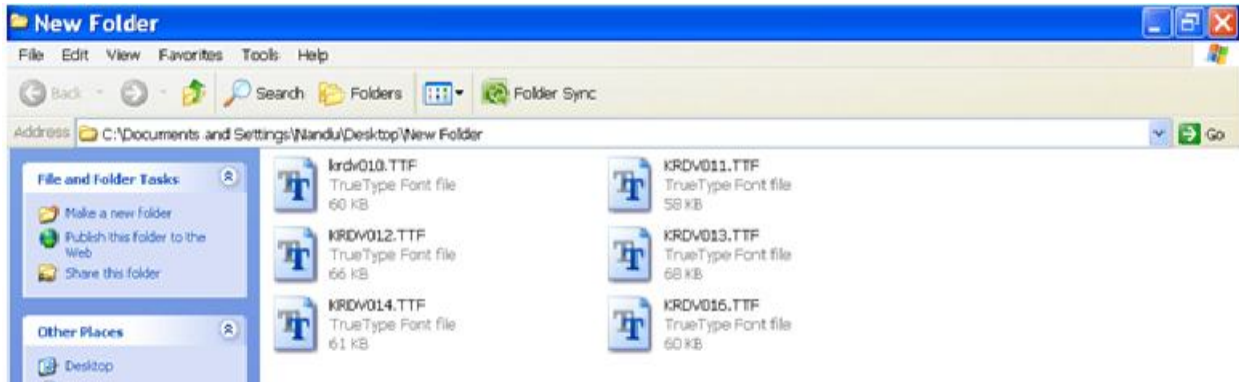 New Folder
File Edit View Favorites Tools Help
Back Search Folders Folder Sync
Address C:\Documents and Settings\Nandu\Desktop\New Folder Go
File and Folder Tasks
Make a new folder
Publish this folder to the
Web
Share this folder
Other Places
Desktop
krdv010.TTF
TrueType Font file
60 KB
KRDV011.TTF
TrueType Font file
58 KB
KRDV012.TTF
TrueType Font file
66 KB
KRDV013.TTF
TrueType Font file
68 KB
KRDV014.TTF
TrueType Font file
61 KB
KRDV016.TTF
TrueType Font file
60 KB